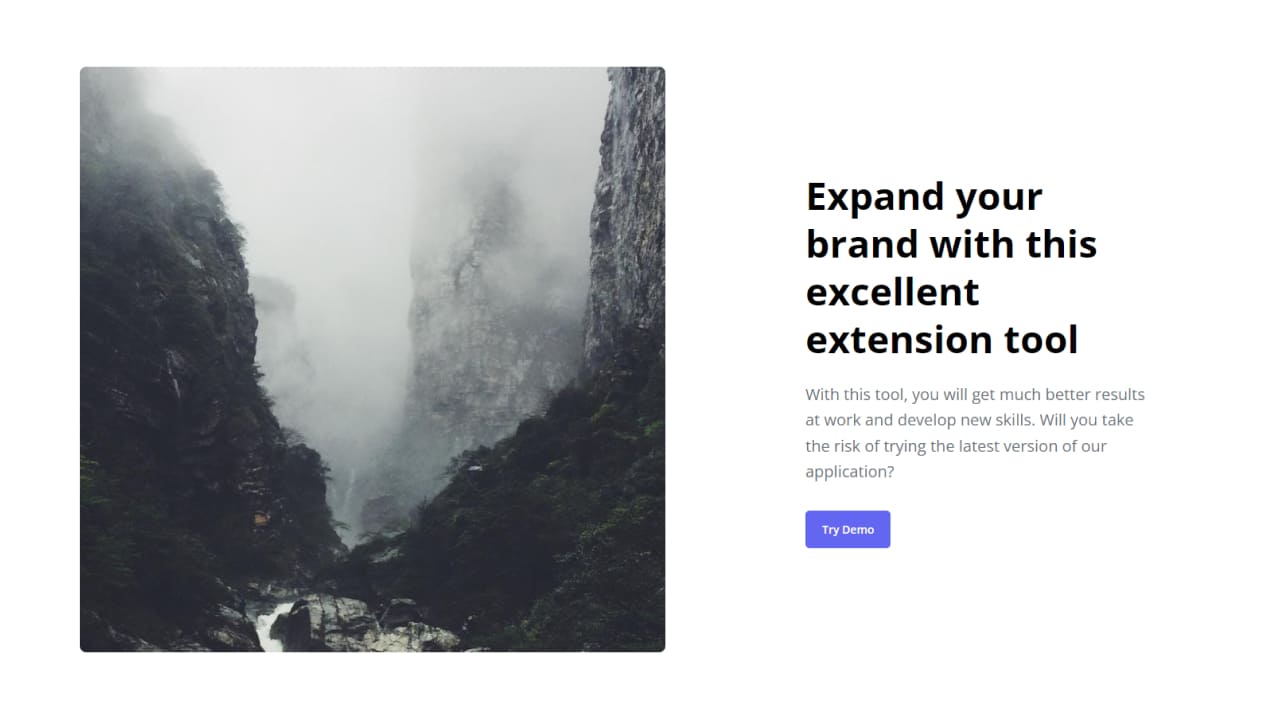 Expand your
brand with this
excellent
extension tool
With this tool, you will get much better results
at work and develop new skills. Will you take
the risk of trying the latest version of our
application?
Try Demo